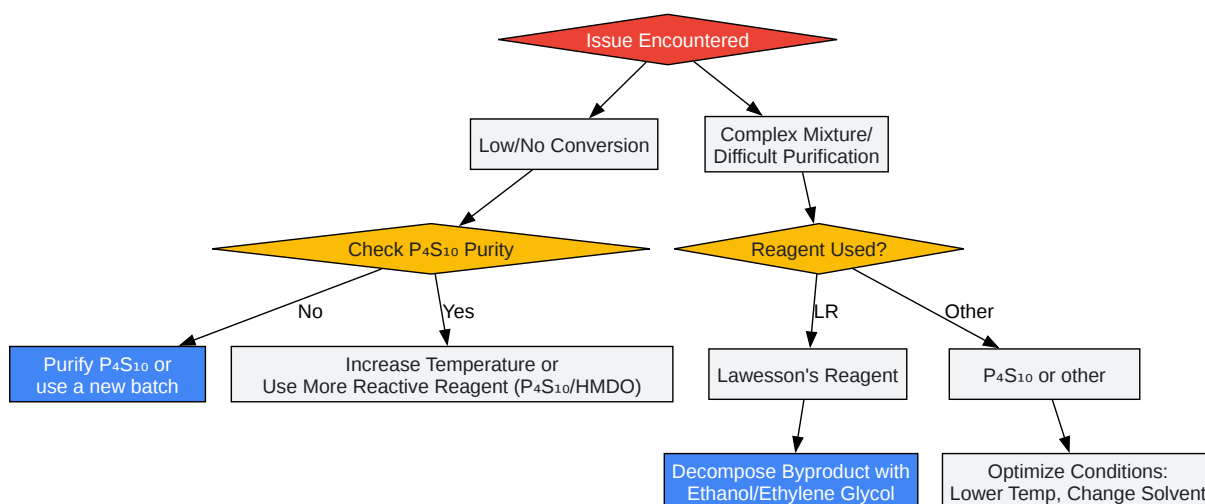 Issue Encountered
Low/No Conversion
Complex Mixture/
Difficult Purification
Check P₄S₁₀ Purity
Reagent Used?
No
Yes
LR
Other
Purify P₄S₁₀ or
use a new batch
Increase Temperature or
Use More Reactive Reagent (P₄S₁₀/HMDO)
Lawesson's Reagent
P₄S₁₀ or other
Decompose Byproduct with
Ethanol/Ethylene Glycol
Optimize Conditions:
Lower Temp, Change Solvent